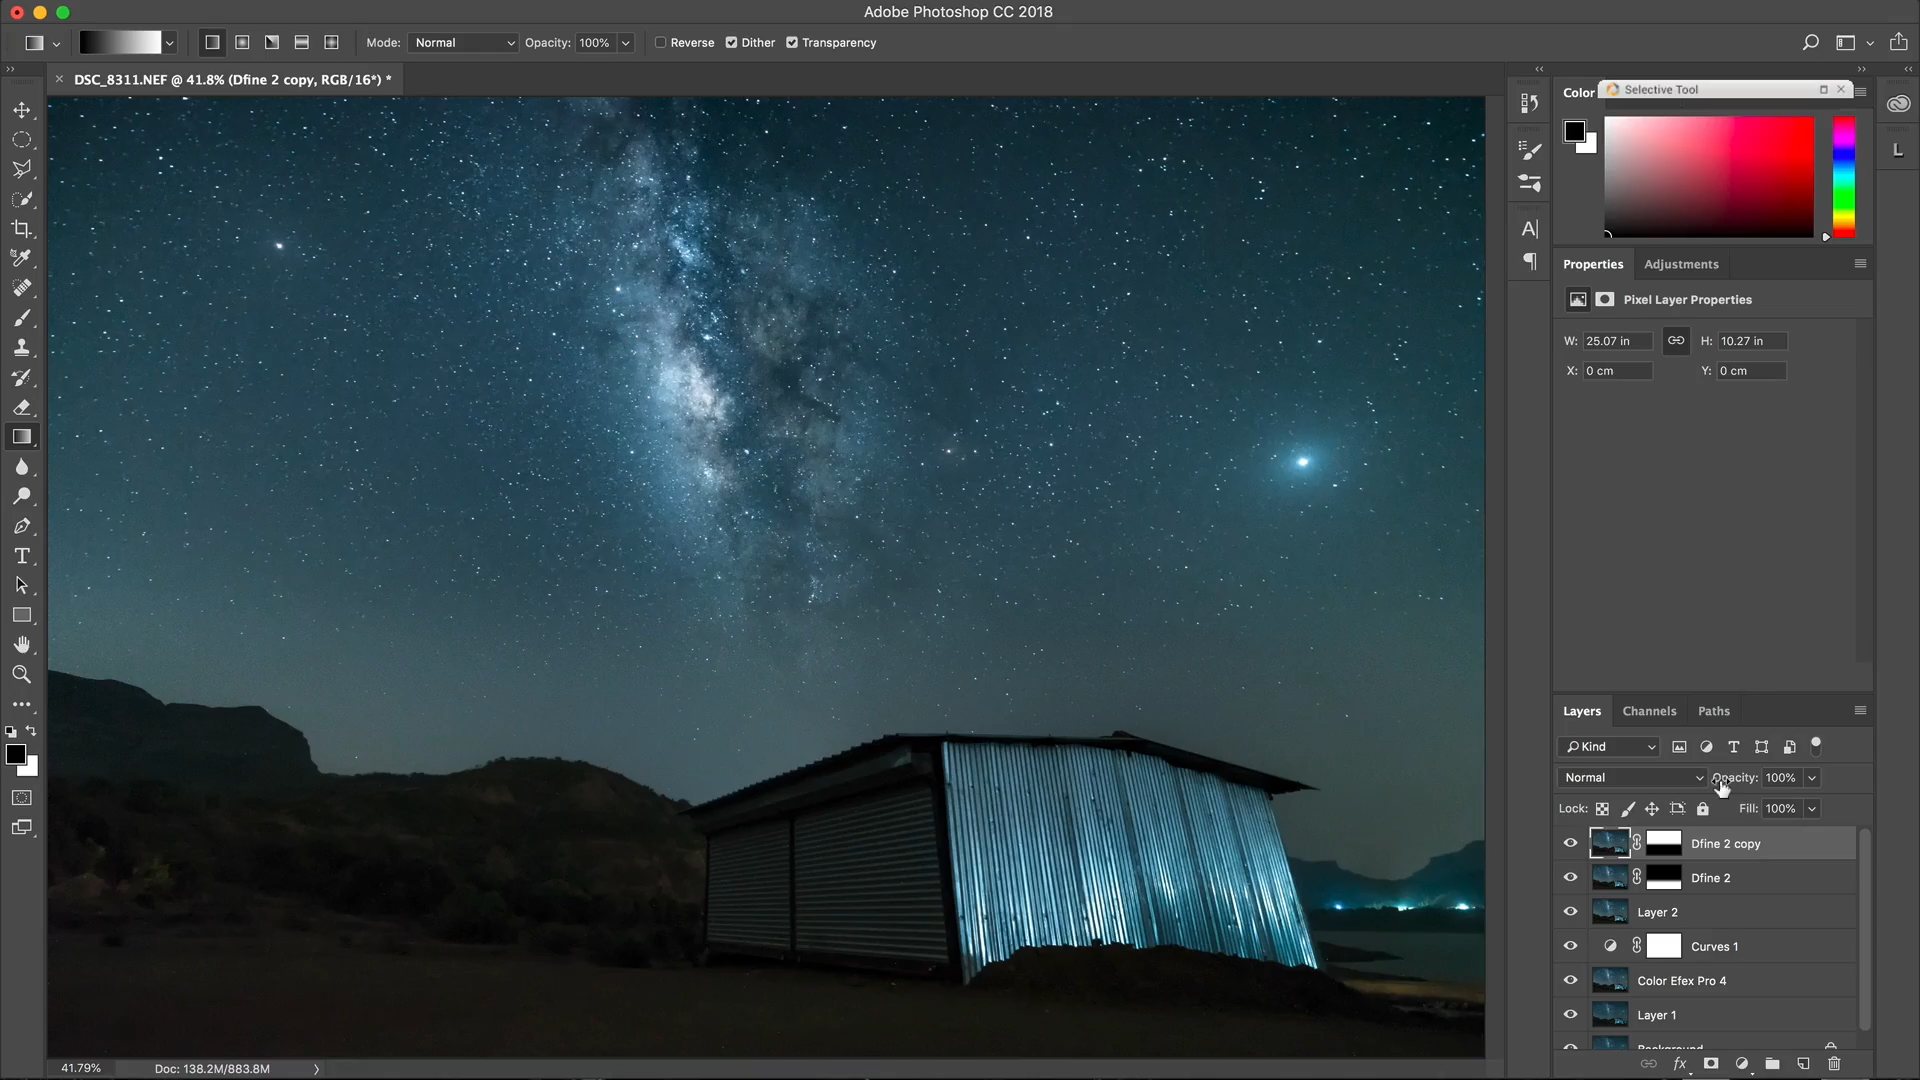 Adobe Photoshop CC 2018
Mode: Normal Opacity: 100% Reverse Dither Transparency
DSC_8311.NEF @ 41.8% (Dfine 2 copy, RGB/16*) *
Color Selective Tool
Properties Adjustments
Pixel Layer Properties
W: 25.07 in H: 10.27 in
X: 0 cm Y: 0 cm
Layers Channels Paths
Kind
Normal Opacity: 100%
Lock: Fill: 100%
Dfine 2 copy
Dfine 2
Layer 2
Curves 1
Color Efex Pro 4
Layer 1
Background
41.79% Doc: 138.2M/883.8M